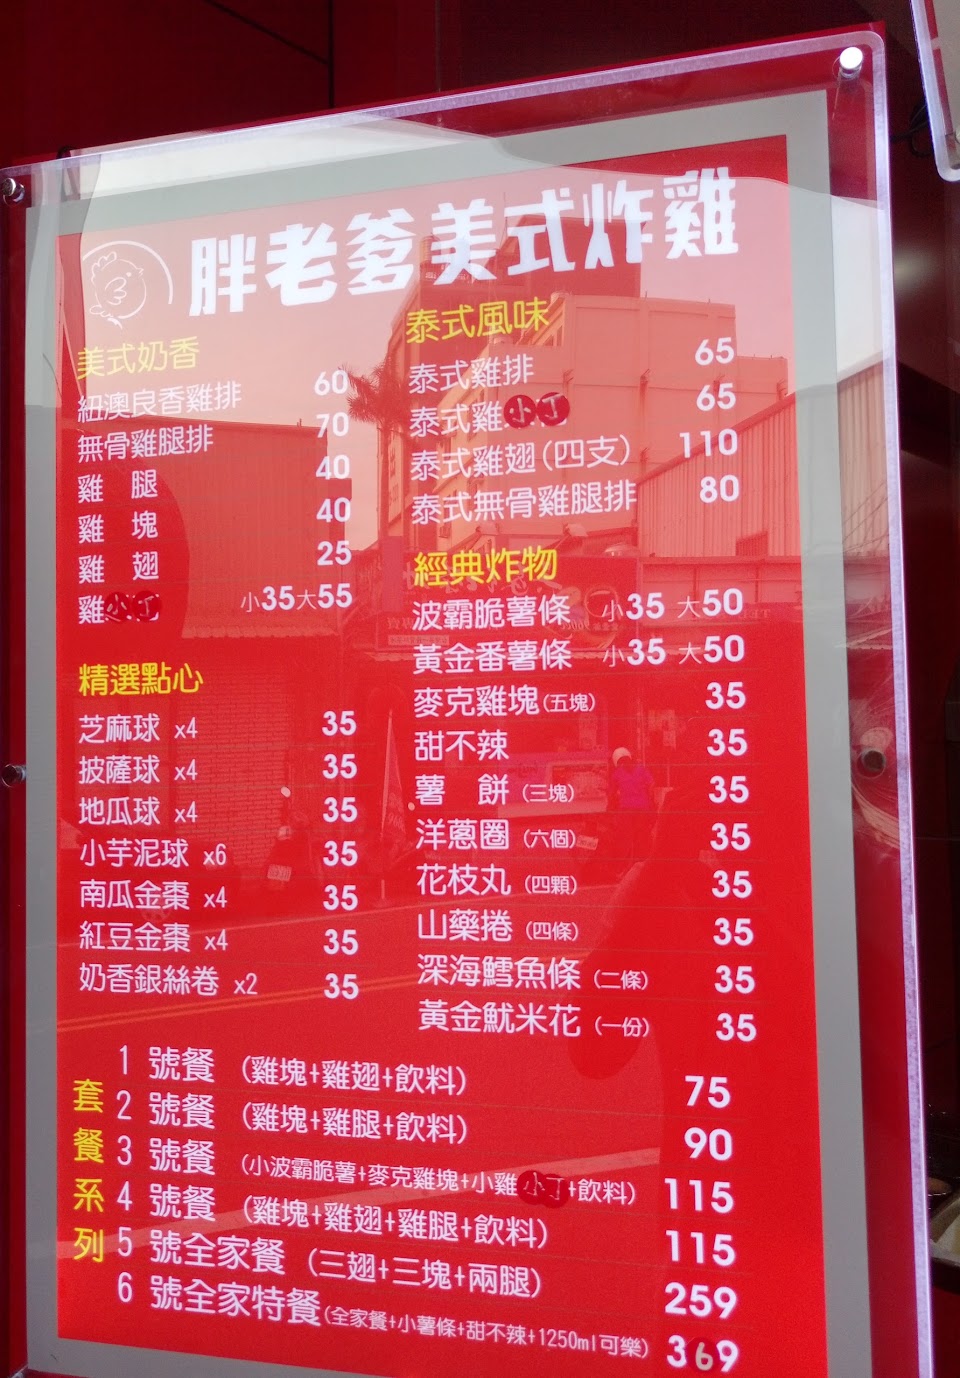 胖老爹美式炸雞
美式奶香
紐澳良香雞排 60
無骨雞腿排 70
雞 腿 40
雞 塊 40
雞 翅 25
雞小丁 小35大55
精選點心
芝麻球 x4 35
披薩球 x4 35
地瓜球 x4 35
小芋泥球 x6 35
南瓜金棗 x4 35
紅豆金棗 x4 35
奶香銀絲卷 x2 35
泰式風味
泰式雞排 65
泰式雞小丁 65
泰式雞翅(四支) 110
泰式無骨雞腿排 80
經典炸物
波霸脆薯條 小35 大50
黃金番薯條 小35 大50
麥克雞塊(五塊) 35
甜不辣 35
薯 餅 (三塊) 35
洋蔥圈 (六個) 35
花枝丸 (四顆) 35
山藥捲 (四條) 35
深海鱈魚條 (二條) 35
黃金魷米花 (一份) 35
套餐系列
1 號餐 (雞塊+雞翅+飲料) 75
2 號餐 (雞塊+雞腿+飲料) 90
3 號餐 (小波霸脆薯+麥克雞塊+小雞小丁+飲料) 115
4 號餐 (雞塊+雞翅+雞腿+飲料) 115
5 號全家餐 (三翅+三塊+兩腿) 259
6 號全家特餐(全家餐+小薯條+甜不辣+1250ml可樂) 369